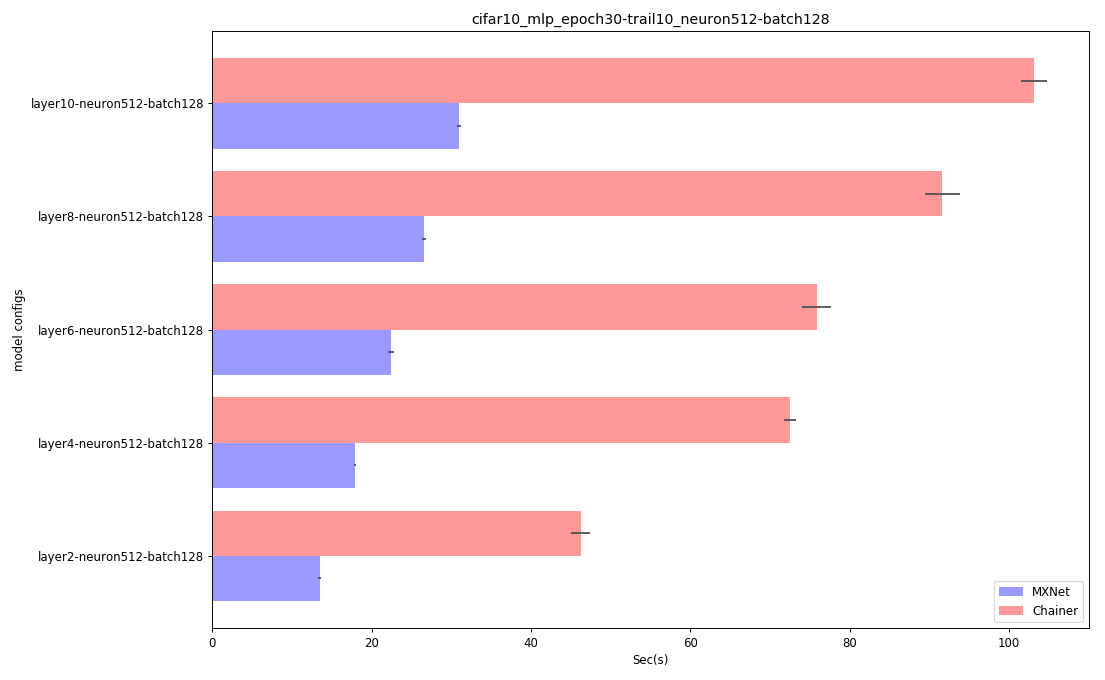 cifar10_mlp_epoch30-trail10_neuron512-batch128
model configs
layer10-neuron512-batch128
layer8-neuron512-batch128
layer6-neuron512-batch128
layer4-neuron512-batch128
layer2-neuron512-batch128
MXNet
Chainer
0 20 40 60 80 100
Sec(s)